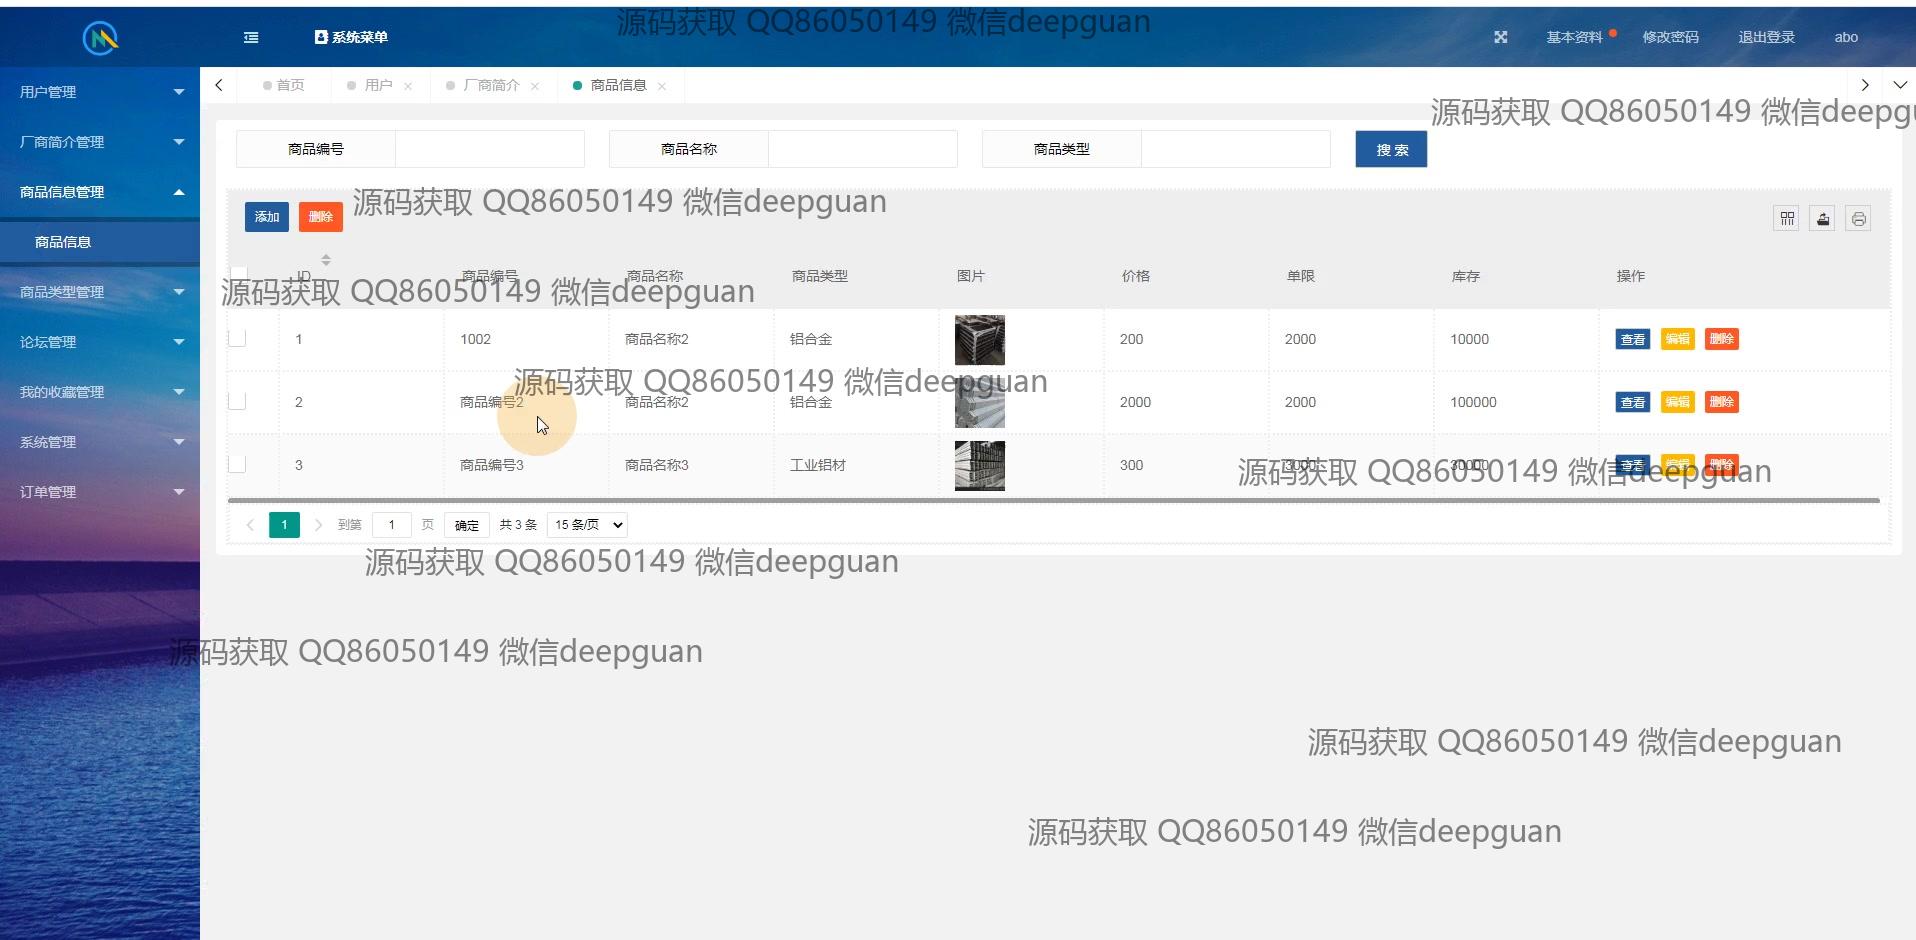 系统菜单
源码获取 QQ86050149 微信deepguan
基本资料 修改密码 退出登录 abo
用户管理
厂商简介管理
商品信息管理
商品信息
商品类型管理
论坛管理
我的收藏管理
系统管理
订单管理
首页 用户 厂商简介 商品信息
源码获取 QQ86050149 微信deepgu
商品编号 商品名称 商品类型 搜 索
添加 删除
源码获取 QQ86050149 微信deepguan
ID 商品编号 商品名称 商品类型 图片 价格 单限 库存 操作
源码获取 QQ86050149 微信deepguan
1 1002 商品名称2 铝合金 200 2000 10000 查看 编辑 删除
源码获取 QQ86050149 微信deepguan
2 商品编号2 商品名称2 铝合金 2000 2000 100000 查看 编辑 删除
3 商品编号3 商品名称3 工业铝材 300 3000 30000 查看 编辑 删除
源码获取 QQ86050149 微信deepguan
1 到第 1 页 确定 共 3 条 15 条/页
源码获取 QQ86050149 微信deepguan
源码获取 QQ86050149 微信deepguan
源码获取 QQ86050149 微信deepguan
源码获取 QQ86050149 微信deepguan